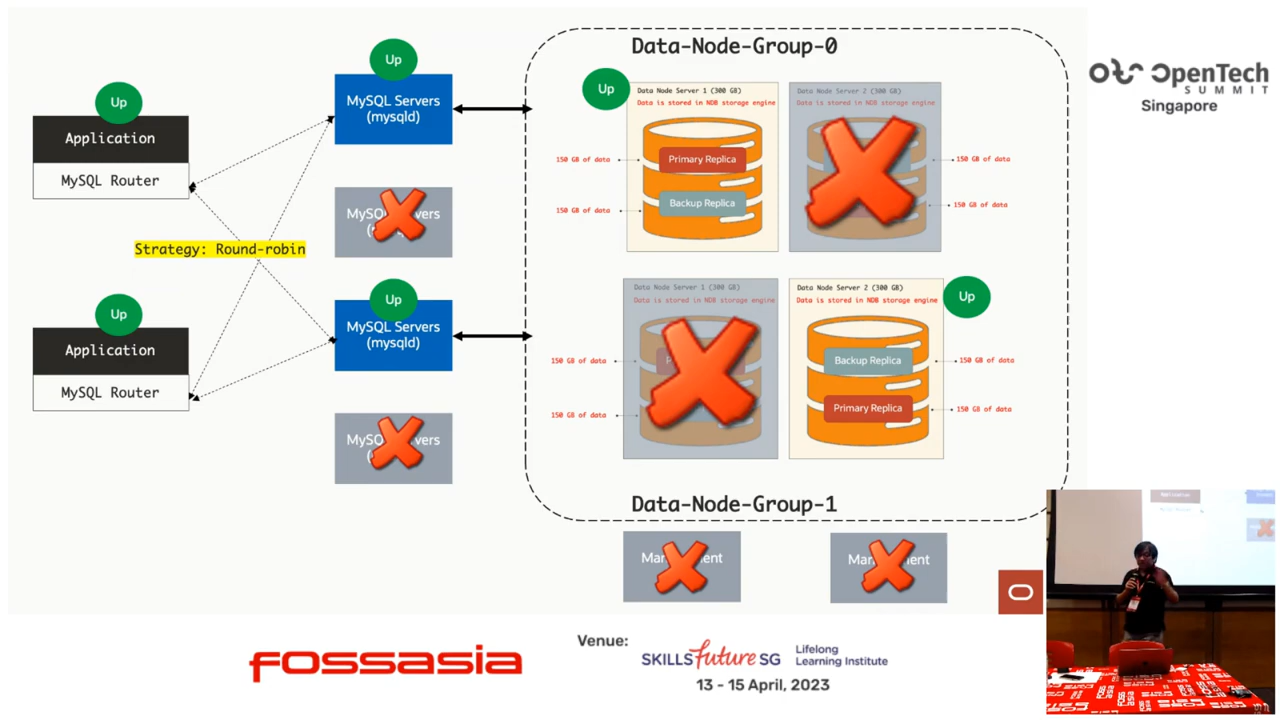 Data-Node-Group-0
Up
Up
Up
Data Node Server 1 (300 GB)
Data is stored in NDB storage engine
Data Node Server 2 (300 GB)
Data is stored in NDB storage engine
MySQL Servers
(mysqld)
Application
MySQL Router
150 GB of data
Primary Replica
150 GB of data
150 GB of data
Backup Replica
150 GB of data
Strategy: Round-robin
Up
Up
Up
Data Node Server 1 (300 GB)
Data is stored in NDB storage engine
Data Node Server 2 (300 GB)
Data is stored in NDB storage engine
MySQL Servers
(mysqld)
Application
MySQL Router
150 GB of data
150 GB of data
Backup Replica
150 GB of data
150 GB of data
Primary Replica
150 GB of data
Data-Node-Group-1
OpenTech
SUMMIT
Singapore
FOSSASIA
Venue:
SKILLSfuture SG
Lifelong
Learning Institute
13 - 15 April, 2023